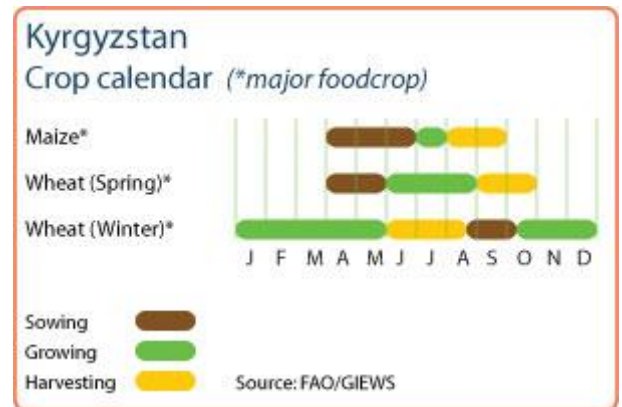 Kyrgyzstan
Crop calendar (*major foodcrop)
Maize*
Wheat (Spring)*
Wheat (Winter)*
J F M A M J J A S O N D
Sowing
Growing
Harvesting
Source: FAO/GIEWS